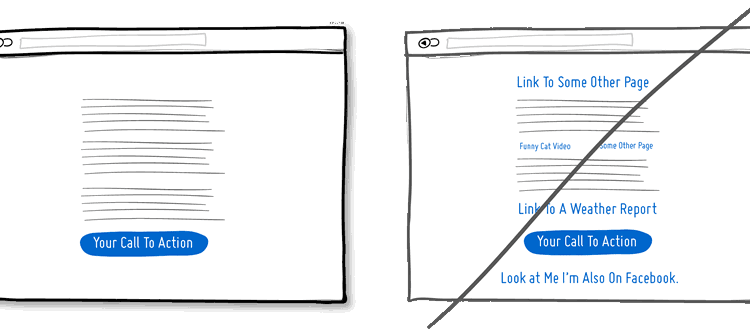 Your Call To Action
Link To Some Other Page
Funny Cat Video
Some Other Page
Link To A Weather Report
Your Call To Action
Look at Me I'm Also On Facebook.